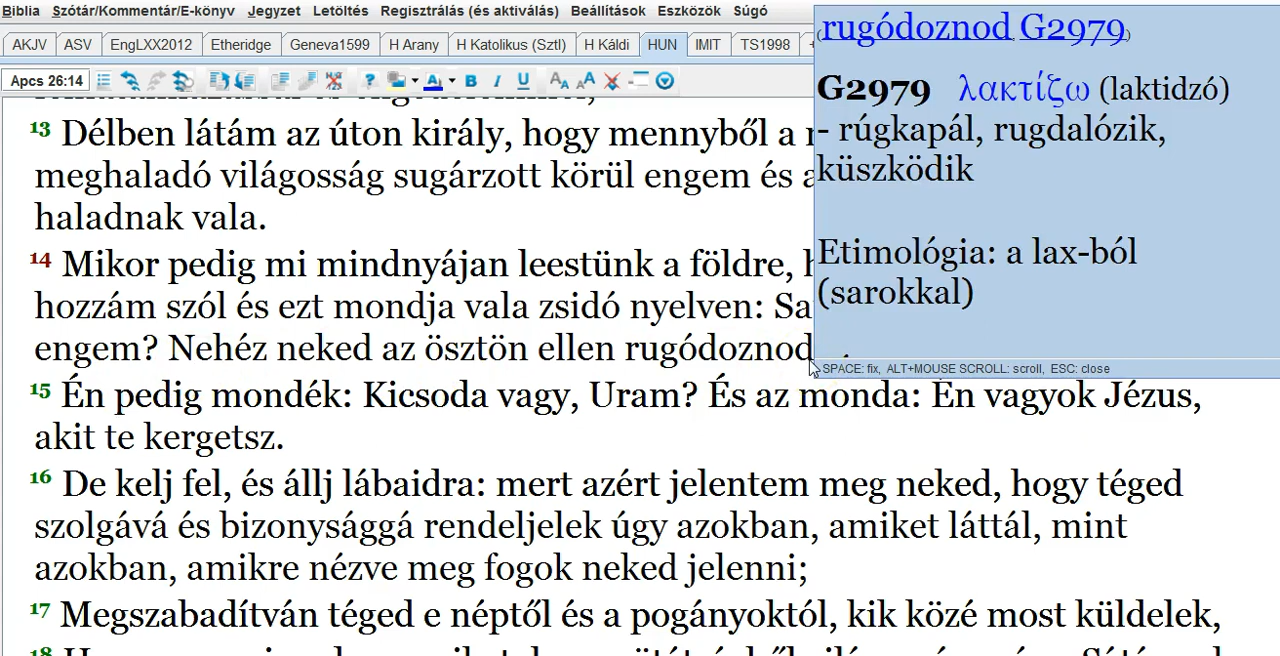 Biblia Szótár/Kommentár/E-könyv Jegyzet Letöltés Regisztrálás (és aktiválás) Beállítások Eszközök Súgó
AKJV ASV EngLXX2012 Etheridge Geneva1599 H Arany H Katolikus (Sztl) H Káldi HUN IMIT TS1998
Apcs 26:14
13 Délben látám az úton király, hogy mennyből a
meghaladó világosság sugárzott körül engem és
haladnak vala.
14 Mikor pedig mi mindnyájan leestünk a földre,
hozzám szól és ezt mondja vala zsidó nyelven:
engem? Nehéz neked az ösztön ellen rugódoznod
15 Én pedig mondék: Kicsoda vagy, Uram? És az monda: Én vagyok Jézus,
akit te kergetsz.
16 De kelj fel, és állj lábaidra: mert azért jelentem meg neked, hogy téged
szolgává és bizonysággá rendeljelek úgy azokban, amiket láttál, mint
azokban, amikre nézve meg fogok neked jelenni;
17 Megszabadítván téged e néptől és a pogányoktól, kik közé most küldelek,
18
(rugódoznod G2979)
G2979 λακτίζω (laktidzó)
- rúgkapál, rugdalózik,
küszködik
Etimológia: a lax-ból
(sarokkal)
SPACE: fix, ALT+MOUSE SCROLL: scroll, ESC: close